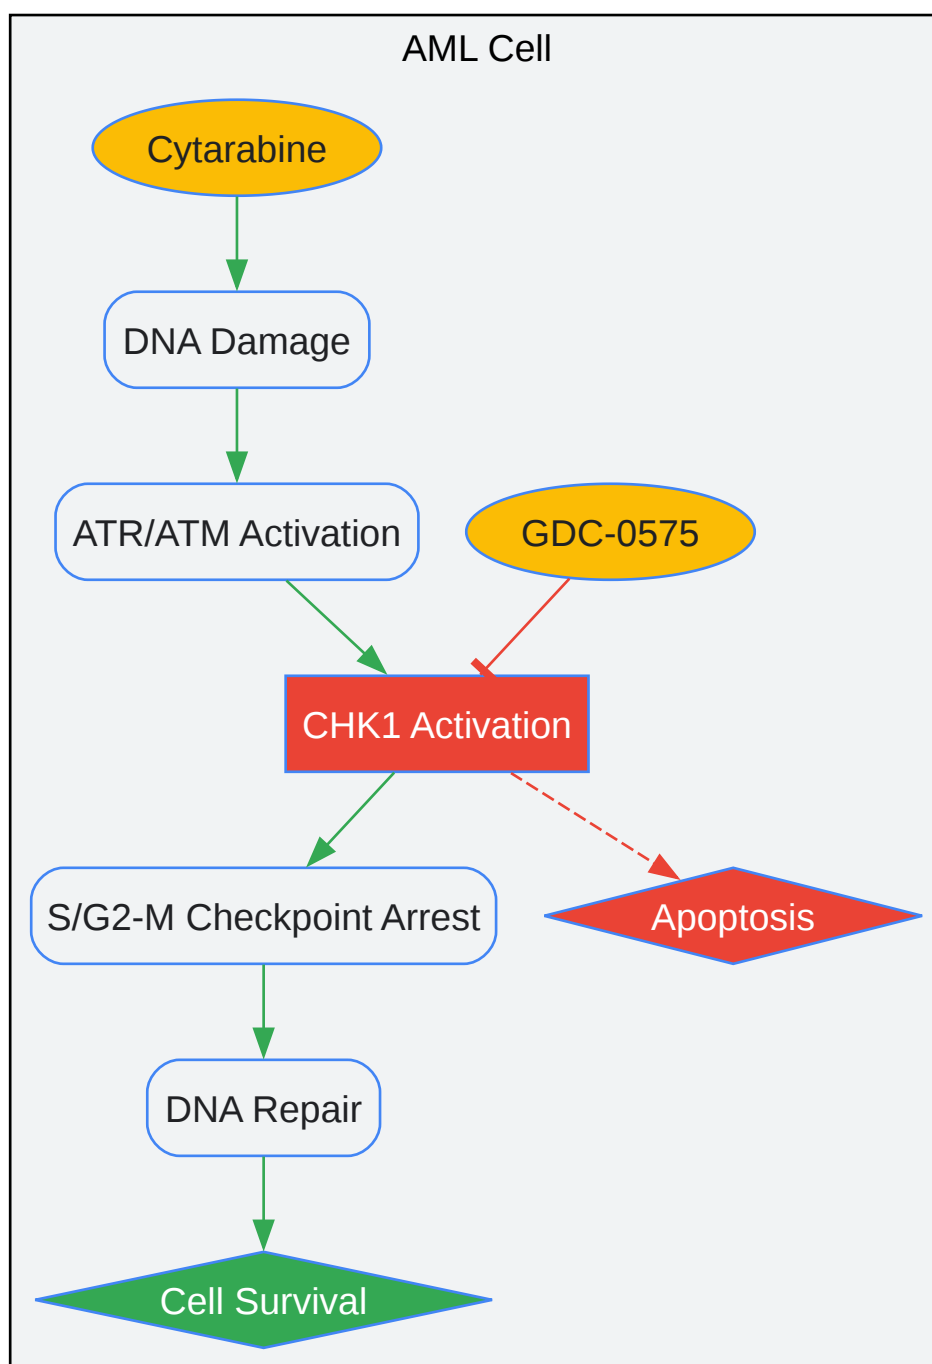 AML Cell
Cytarabine
DNA Damage
ATR/ATM Activation
GDC-0575
CHK1 Activation
S/G2-M Checkpoint Arrest
Apoptosis
DNA Repair
Cell Survival